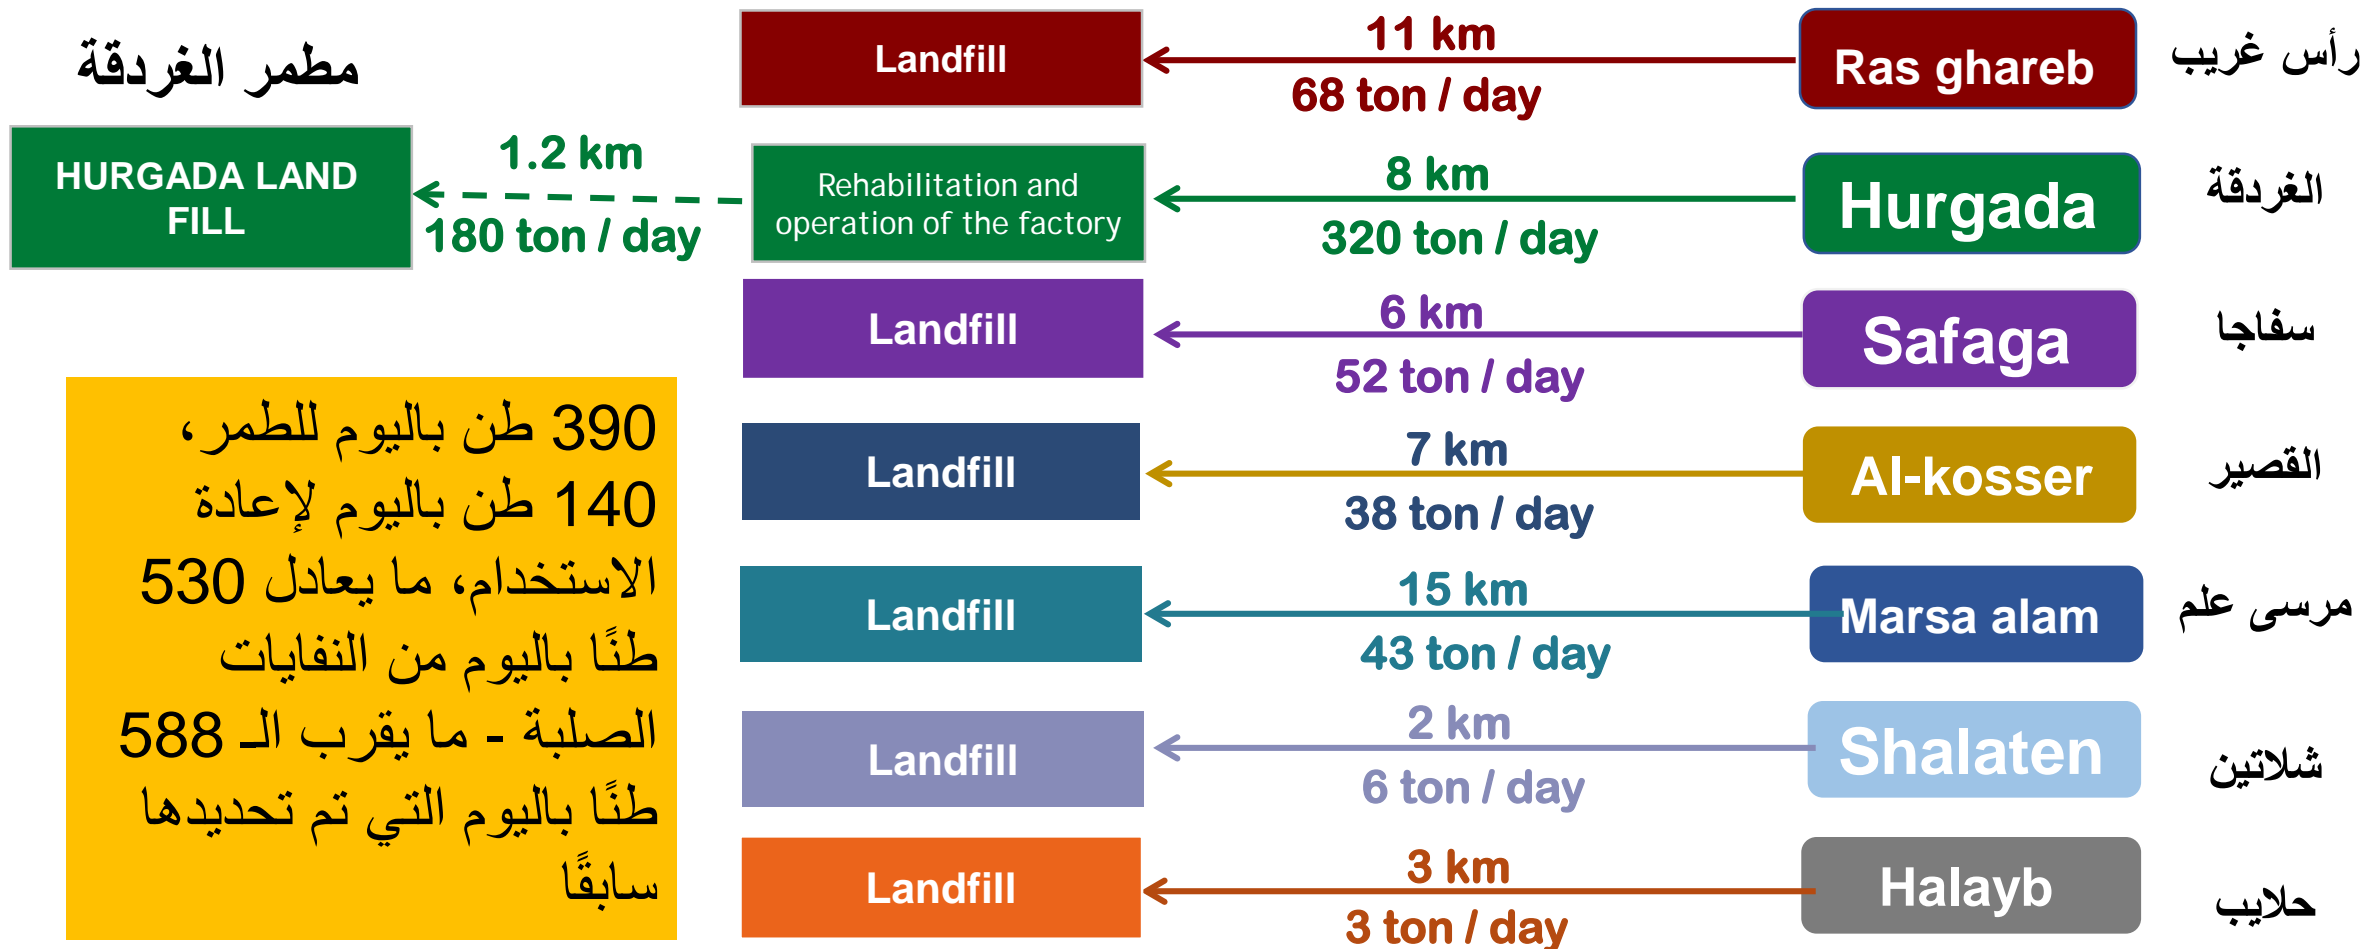 مطمر الغردقة
Landfill
11 km
68 ton / day
Ras ghareb
رأس غريب
HURGADA LAND
FILL
1.2 km
180 ton / day
Rehabilitation and
operation of the factory
8 km
320 ton / day
Hurgada
الغردقة
Landfill
6 km
52 ton / day
Safaga
سفاجا
Landfill
7 km
38 ton / day
Al-kosser
القصير
Landfill
15 km
43 ton / day
Marsa alam
مرسى علم
Landfill
2 km
6 ton / day
Shalaten
شلاتين
Landfill
3 km
3 ton / day
Halayb
حلايب
390 طن باليوم للطمر،
140 طن باليوم لإعادة
الاستخدام، ما يعادل 530
طنًا باليوم من النفايات
الصلبة - ما يقرب الـ 588
طنًا باليوم التي تم تحديدها
سابقًا